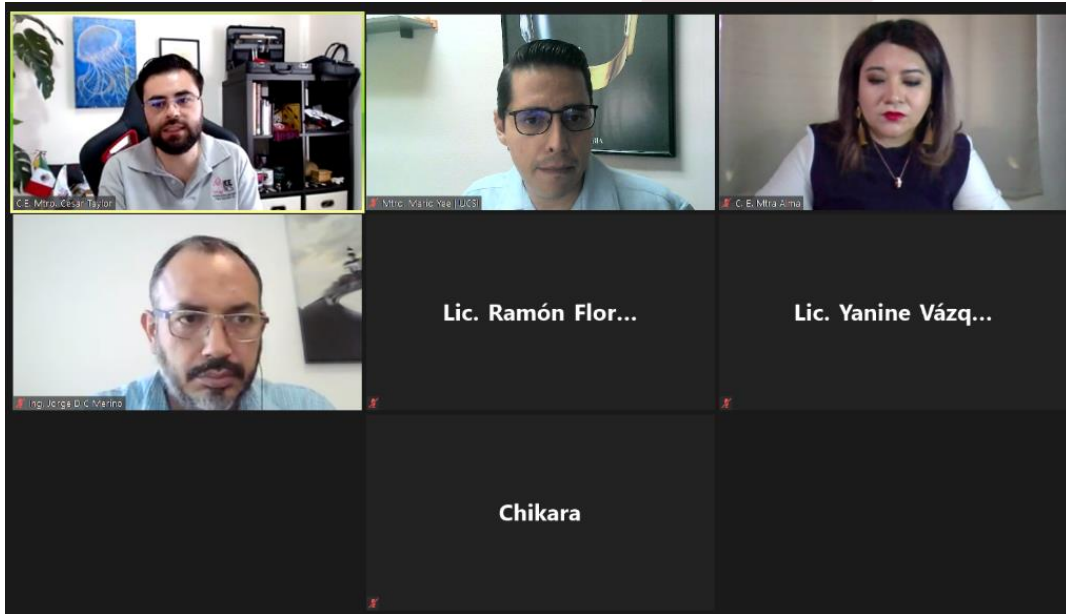 C.E. Mtro. César Taylor
Mtro. Mario Yee | UCSI
C. E. Mtra Alma
Ing. Jorge D C Merino
Lic. Ramón Flor...
Lic. Yanine Vázq...
Chikara